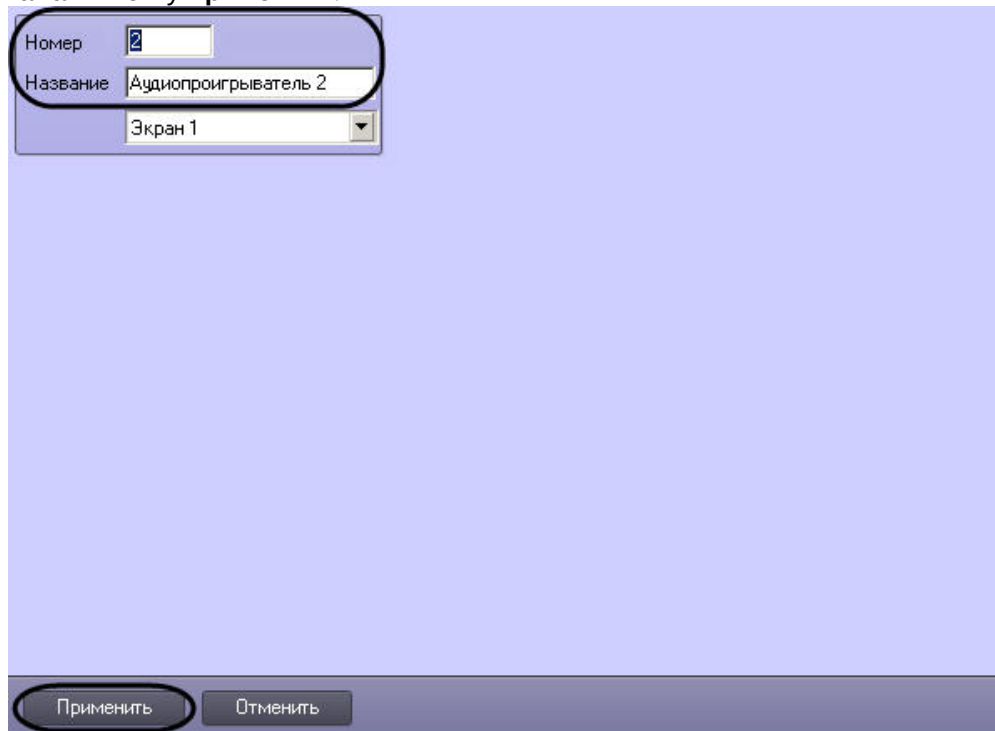 Номер 2
Название Аудиопроигрыватель 2
Экран 1
Применить Отменить